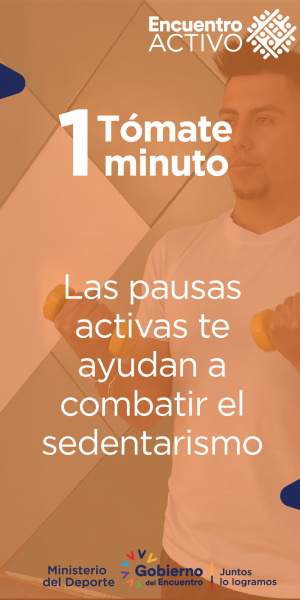 Encuentro
ACTIVO
1 Tómate
minuto
Las pausas
activas te
ayudan a
combatir el
sedentarismo
Ministerio
del Deporte
Gobierno
del Encuentro
Juntos
lo logramos